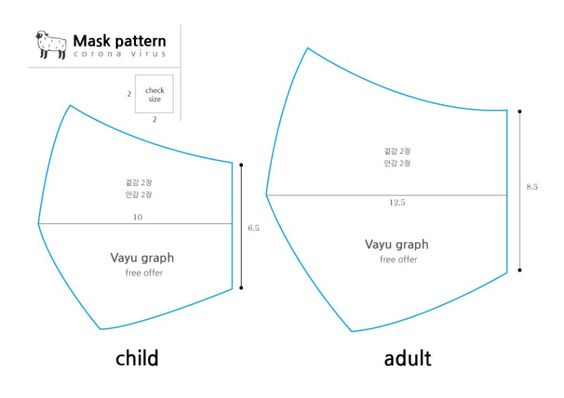 Mask pattern
corona virus
check
size
2
2
겉감 2장
안감 2장
10
6.5
Vayu graph
free offer
child
겉감 2장
안감 2장
12.5
8.5
Vayu graph
free offer
adult